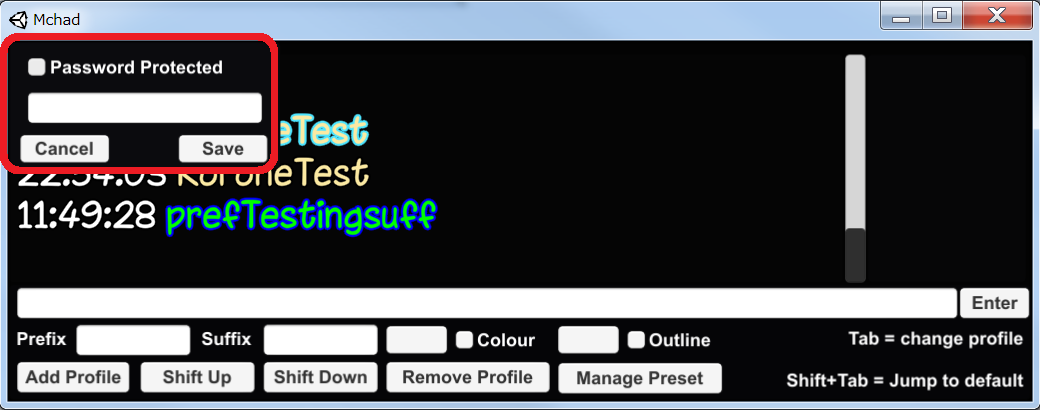 Mchad
Password Protected
eTest
Cancel Save
22:54:03 KoroneTest
11:49:28 prefTestingsuff
Enter
Prefix Suffix Colour Outline Tab = change profile
Add Profile Shift Up Shift Down Remove Profile Manage Preset Shift+Tab = Jump to default